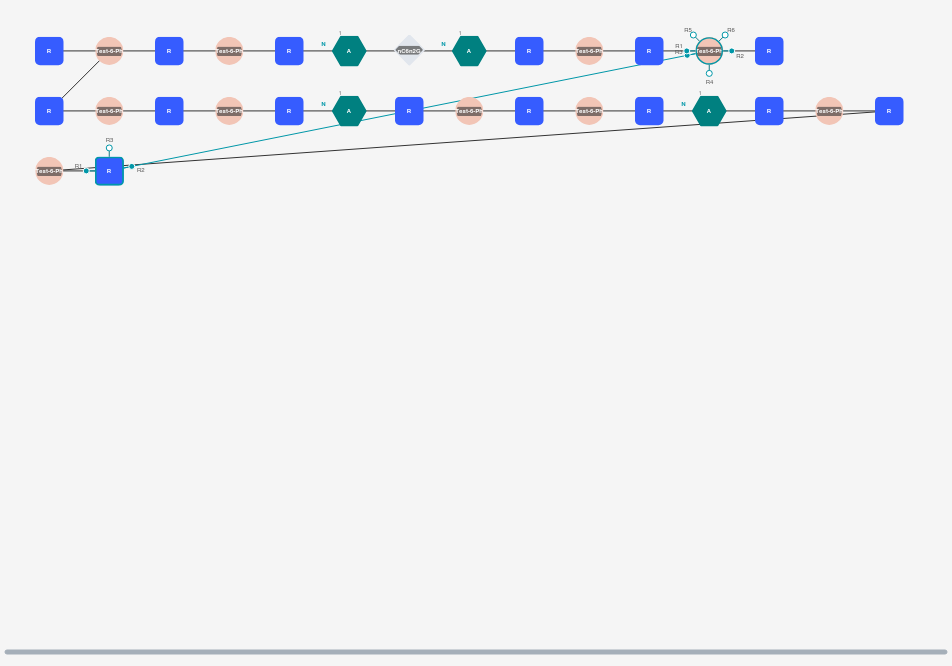 R5 R6
N 1 N 1 R1
R Test-6-Ph R Test-6-Ph R A nC6n2G A R Test-6-Ph R Test-6-Ph R
R2
R4
N 1 N 1
R Test-6-Ph R Test-6-Ph R A R Test-6-Ph R Test-6-Ph R A R Test-6-Ph R
R3
R1 R2
Test-6-Ph R